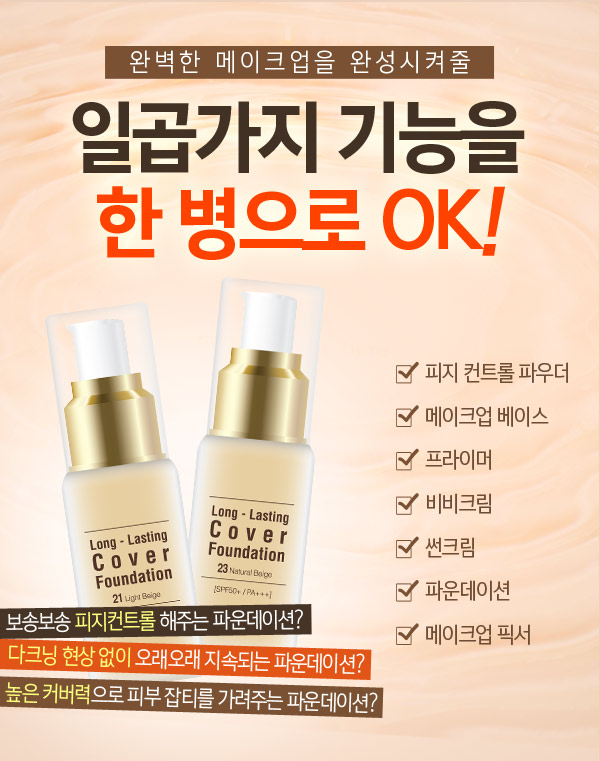 완벽한 메이크업을 완성시켜줄
일곱가지 기능을
한 병으로 OK!
피지 컨트롤 파우더
메이크업 베이스
프라이머
비비크림
썬크림
파운데이션
메이크업 픽서
Long - Lasting
Cover
Foundation
21 Light Beige
Long - Lasting
Cover
Foundation
23 Natural Beige
[SPF50+ / PA+++]
보송보송 피지컨트롤 해주는 파운데이션?
다크닝 현상 없이 오래오래 지속되는 파운데이션?
높은 커버력으로 피부 잡티를 가려주는 파운데이션?